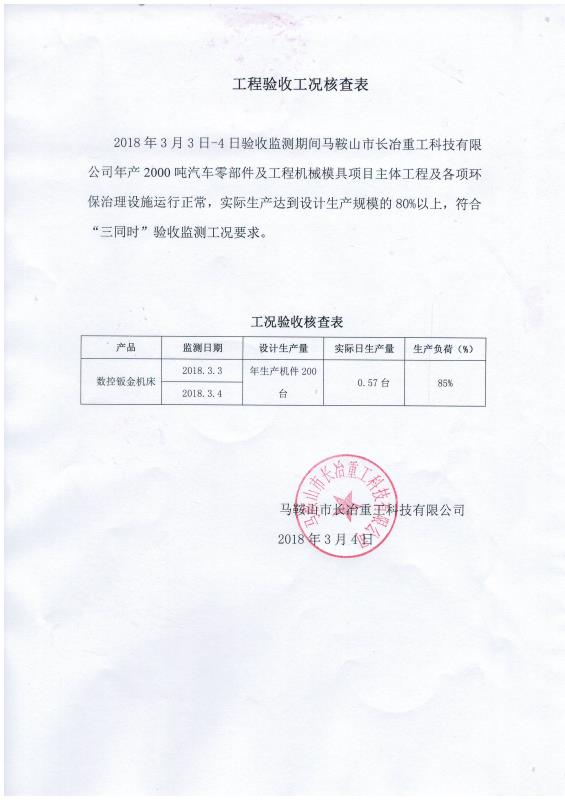 工程验收工况核查表
2018 年 3 月 3 日-4 日验收监测期间马鞍山市长冶重工科技有限
公司年产 2000 吨汽车零部件及工程机械模具项目主体工程及各项环
保治理设施运行正常，实际生产达到设计生产规模的 80%以上，符合
“三同时”验收监测工况要求。
工况验收核查表
产品 监测日期 设计生产量 实际日生产量 生产负荷（%）
数控钣金机床 2018.3.3 年生产机件 200 0.57 台 85%
2018.3.4 台
马鞍山市长冶重工科技有限公司
马鞍山市长冶重工科技有限公司
2018 年 3 月 4 日